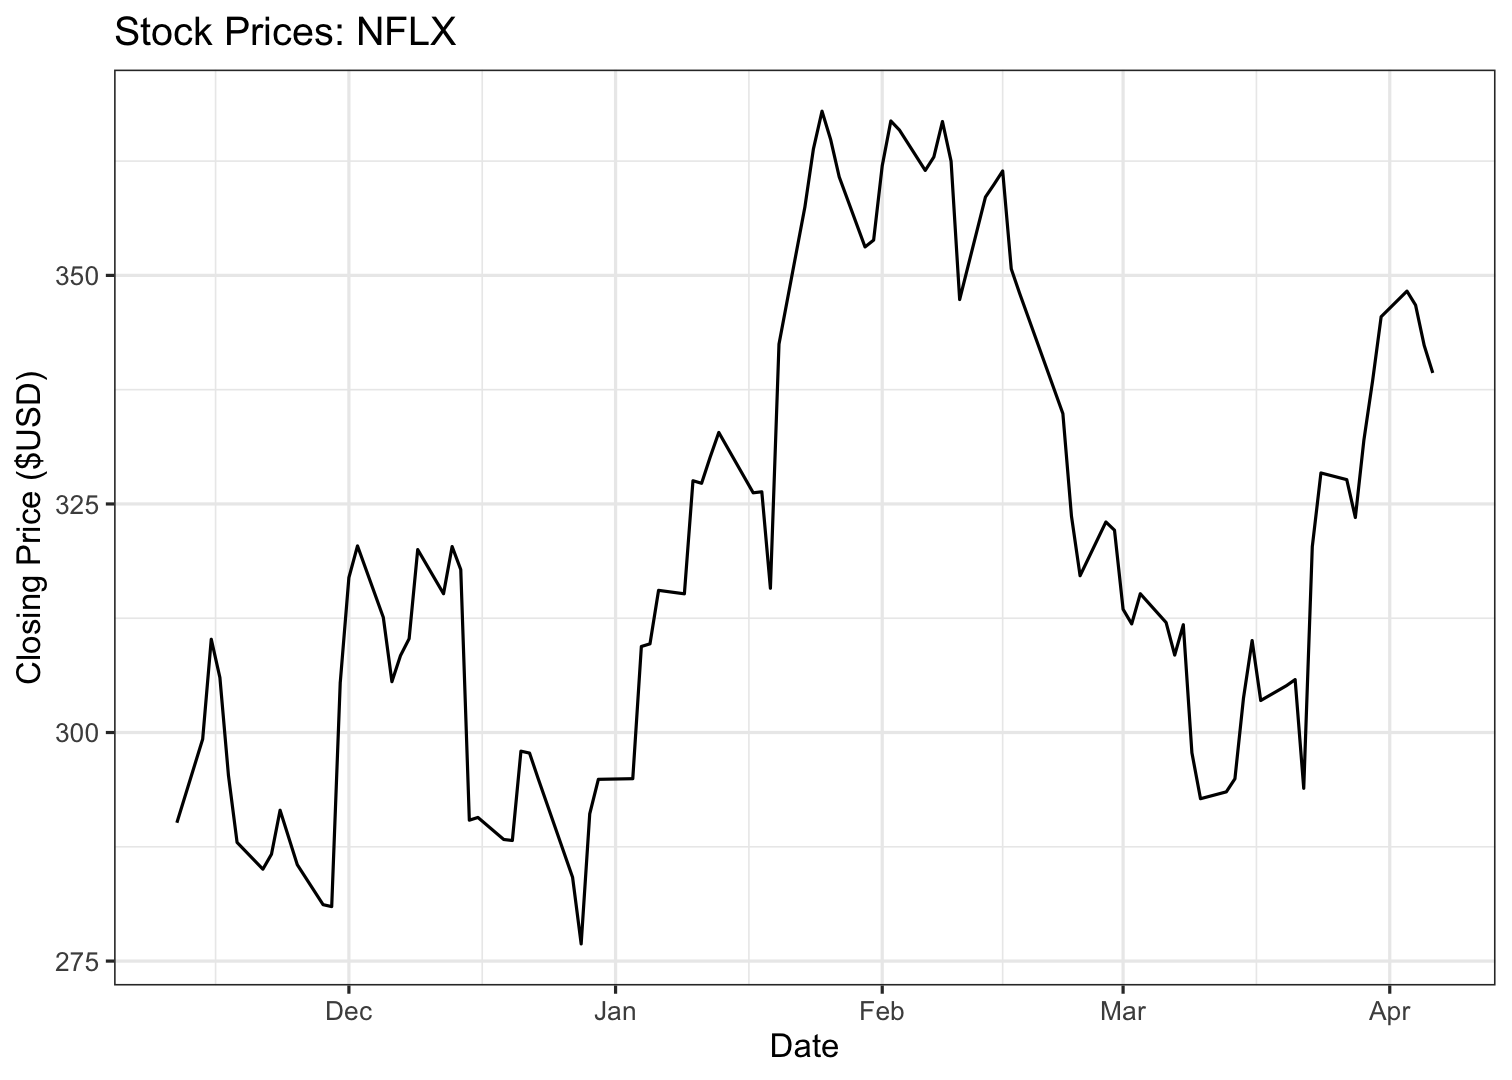 Stock Prices: NFLX
Closing Price ($USD)
350
325
300
275
Dec
Jan
Feb
Mar
Apr
Date